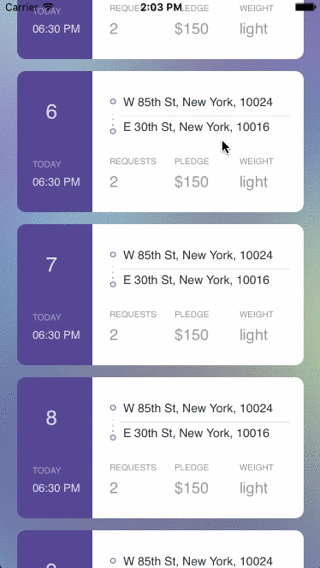 Carrier 2:03 PM
TODAY REQUESTS PLEDGE WEIGHT
06:30 PM 2 $150 light
6
W 85th St, New York, 10024
E 30th St, New York, 10016
TODAY REQUESTS PLEDGE WEIGHT
06:30 PM 2 $150 light
7
W 85th St, New York, 10024
E 30th St, New York, 10016
TODAY REQUESTS PLEDGE WEIGHT
06:30 PM 2 $150 light
8
W 85th St, New York, 10024
E 30th St, New York, 10016
TODAY REQUESTS PLEDGE WEIGHT
06:30 PM 2 $150 light
W 85th St, New York, 10024